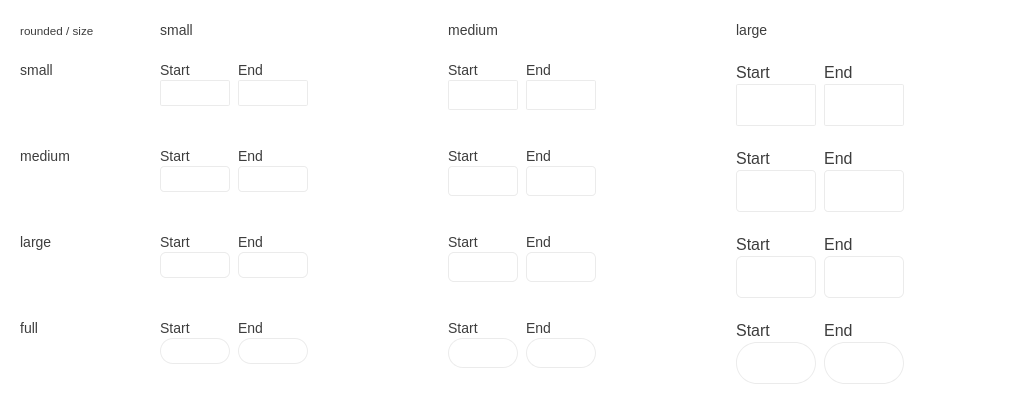 rounded / size small medium large
small Start End Start End Start End
medium Start End Start End Start End
large Start End Start End Start End
full Start End Start End Start End